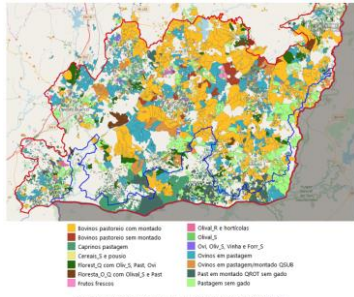 Bovinos pastoreio com montado
Bovinos pastoreio sem montado
Caprinos pastagem
Cereais_S e pousio
Florest_Q com Oliv_S, Past, Ovi
Floresta_O_Q com Olival_S e Past
Frutos frescos
Olival_R e hortícolas
Olival_S
Ovi, Oliv_S, Vinha e Forr_S
Ovinos em pastagem
Ovinos em pastagem/montado QSUB
Past em montado QROT sem gado
Pastagem sem gado